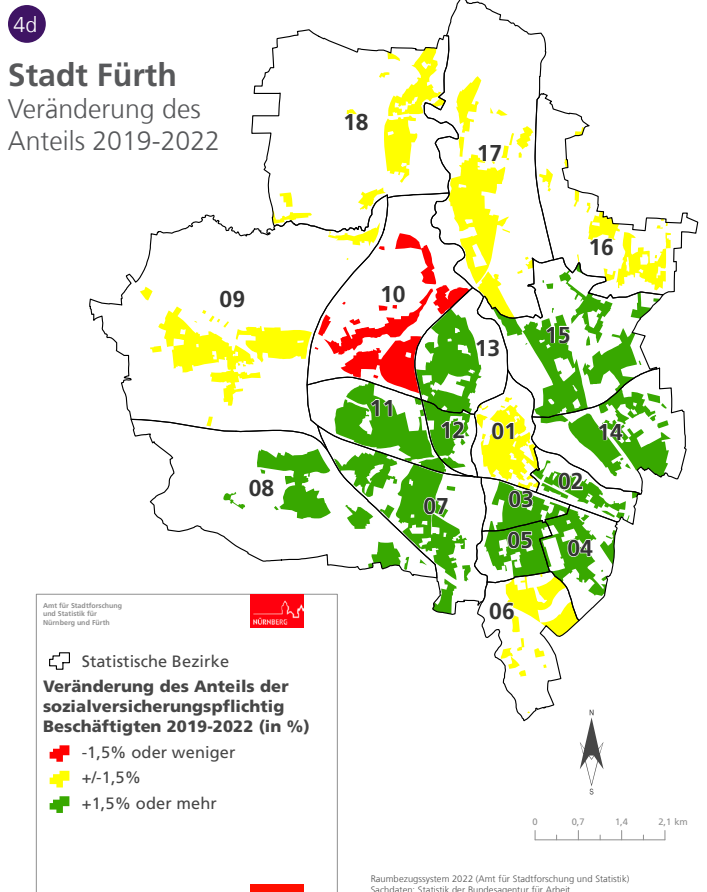 4d
Stadt Fürth
Veränderung des
Anteils 2019-2022
18
17
16
09
10
15
13
11
12
01
14
08
07
02
03
05
04
06
Amt für Stadtforschung
und Statistik für
Nürnberg und Fürth
NÜRNBERG
Statistische Bezirke
Veränderung des Anteils der
sozialversicherungspflichtig
Beschäftigten 2019-2022 (in %)
-1,5% oder weniger
+/-1,5%
+1,5% oder mehr
N
S
0 0,7 1,4 2,1 km
Raumbezugssystem 2022 (Amt für Stadtforschung und Statistik)
Sachdaten: Statistik der Bundesagentur für Arbeit